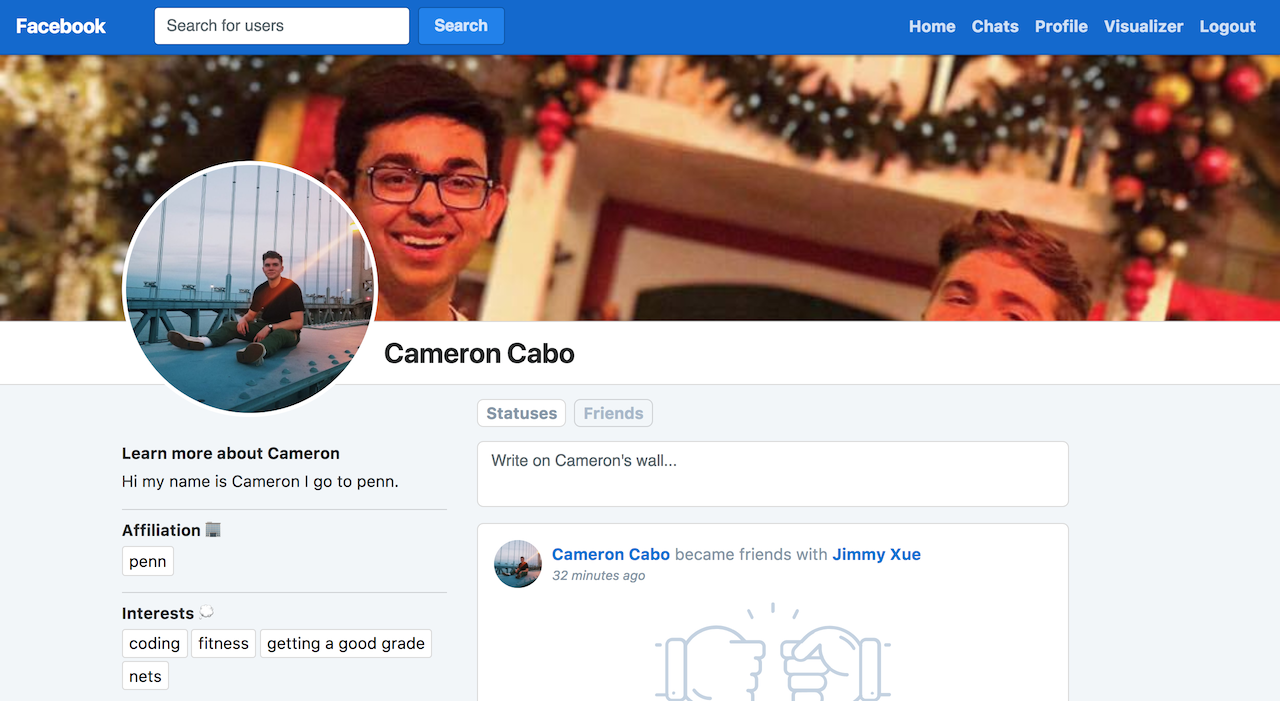 Facebook Search for users Search Home Chats Profile Visualizer Logout
Cameron Cabo
Statuses Friends
Learn more about Cameron
Hi my name is Cameron I go to penn.
Affiliation
penn
Interests
coding fitness getting a good grade
nets
Write on Cameron's wall...
Cameron Cabo became friends with Jimmy Xue
32 minutes ago